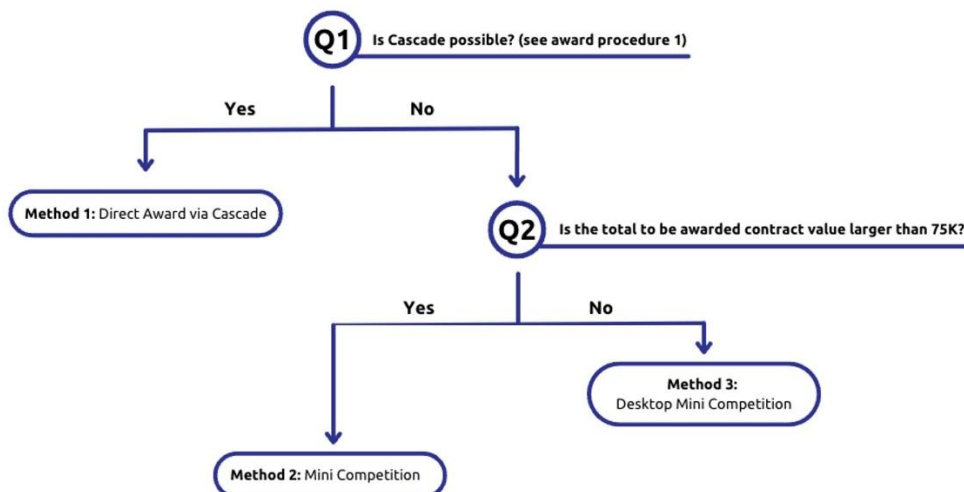 Q1
Is Cascade possible? (see award procedure 1)
Yes
No
Method 1: Direct Award via Cascade
Q2
Is the total to be awarded contract value larger than 75K?
Yes
No
Method 3:
Desktop Mini Competition
Method 2: Mini Competition